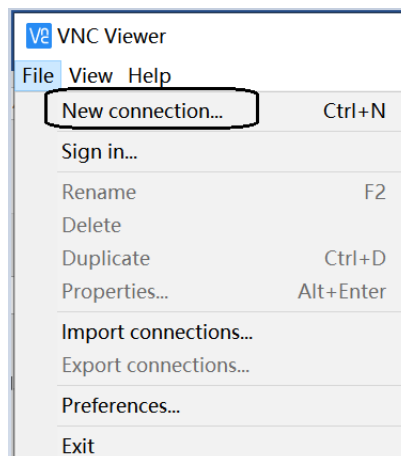 VNC Viewer
File View Help
New connection... Ctrl+N
Sign in...
Rename F2
Delete
Duplicate Ctrl+D
Properties... Alt+Enter
Import connections...
Export connections...
Preferences...
Exit